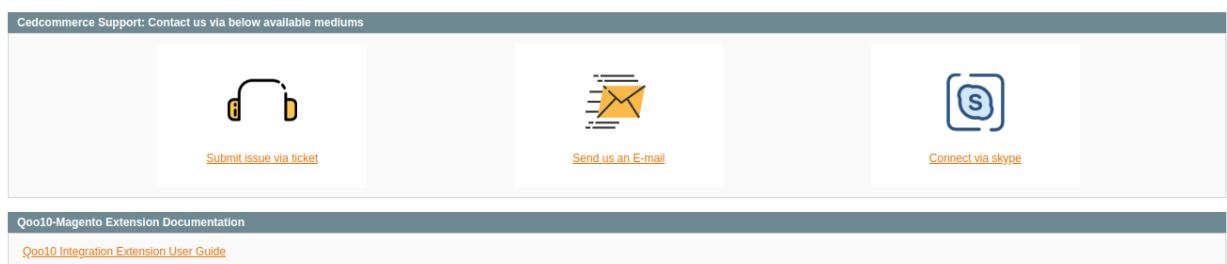 Cedcommerce Support: Contact us via below available mediums
S
Submit issue via ticket
Send us an E-mail
Connect via skype
Qoo10-Magento Extension Documentation
Qoo10 Integration Extension User Guide